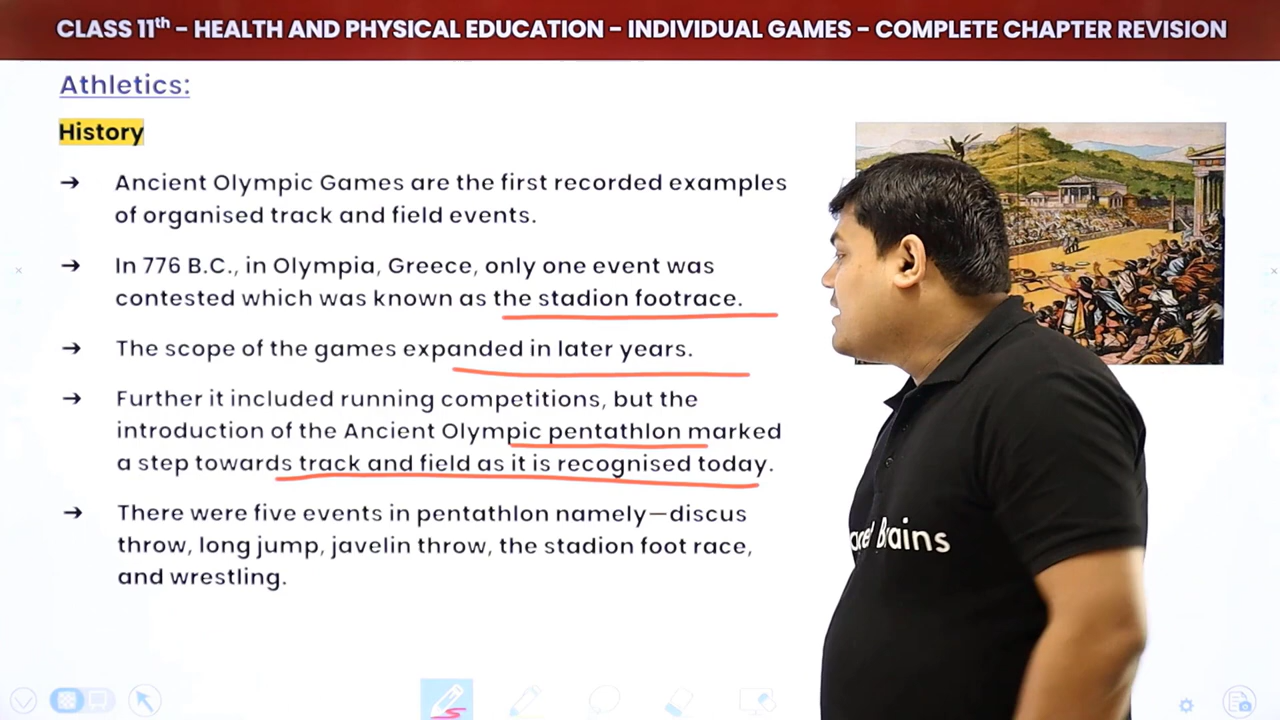 CLASS 11th – HEALTH AND PHYSICAL EDUCATION – INDIVIDUAL GAMES – COMPLETE CHAPTER REVISION
Athletics:
History
→ Ancient Olympic Games are the first recorded examples
of organised track and field events.
→ In 776 B.C., in Olympia, Greece, only one event was
contested which was known as the stadion footrace.
→ The scope of the games expanded in later years.
→ Further it included running competitions, but the
introduction of the Ancient Olympic pentathlon marked
a step towards track and field as it is recognised today.
→ There were five events in pentathlon namely—discus
throw, long jump, javelin throw, the stadion foot race,
and wrestling.
Brains